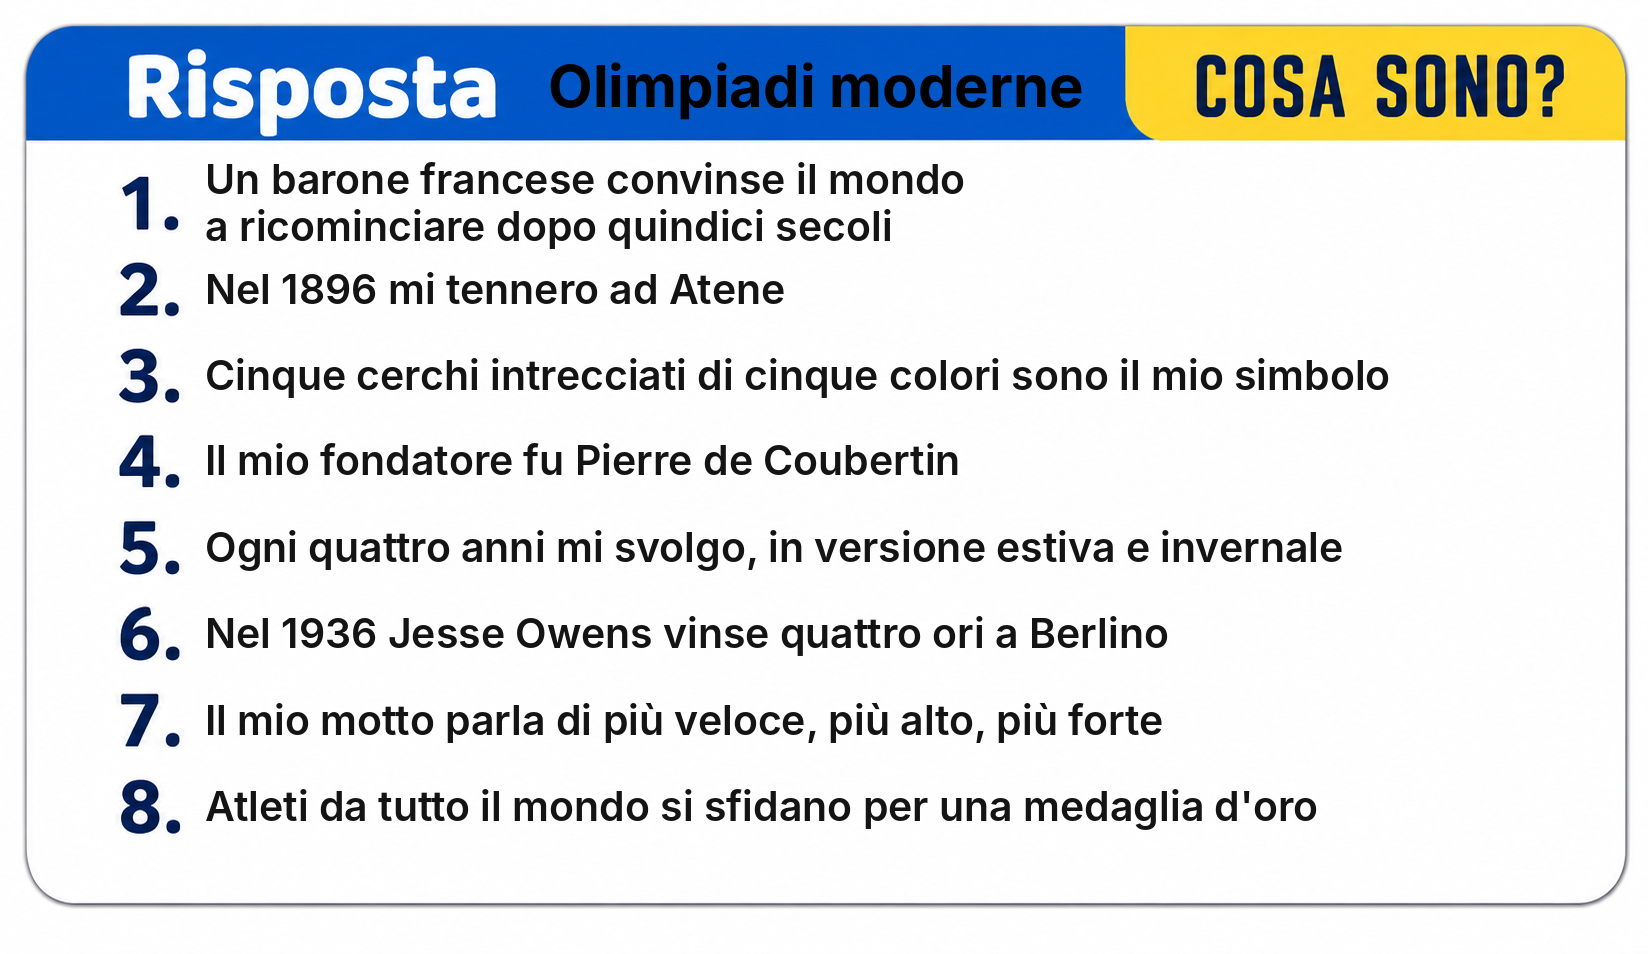 Risposta Olimpiadi moderne COSA SONO?
1. Un barone francese convinse il mondo
a ricominciare dopo quindici secoli
2. Nel 1896 mi tennero ad Atene
3. Cinque cerchi intrecciati di cinque colori sono il mio simbolo
4. Il mio fondatore fu Pierre de Coubertin
5. Ogni quattro anni mi svolgo, in versione estiva e invernale
6. Nel 1936 Jesse Owens vinse quattro ori a Berlino
7. Il mio motto parla di più veloce, più alto, più forte
8. Atleti da tutto il mondo si sfidano per una medaglia d'oro